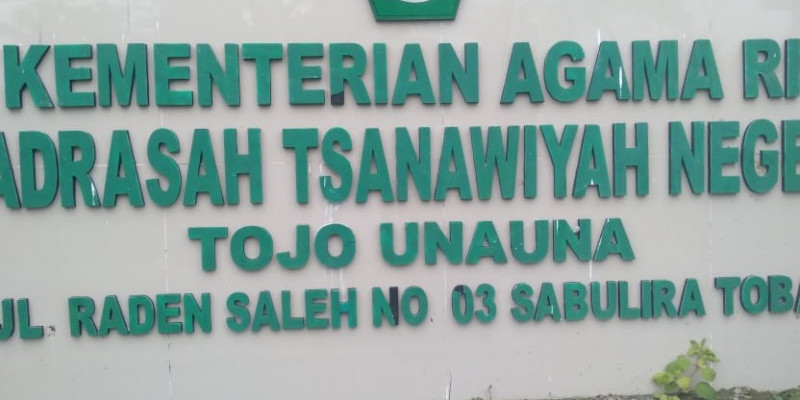 KEMENTERIAN AGAMA RI
ADRASAH TSANAWIYAH NEGE
TOJO UNAUNA
JL. RADEN SALEH NO. 03 SABULIRA TOBA